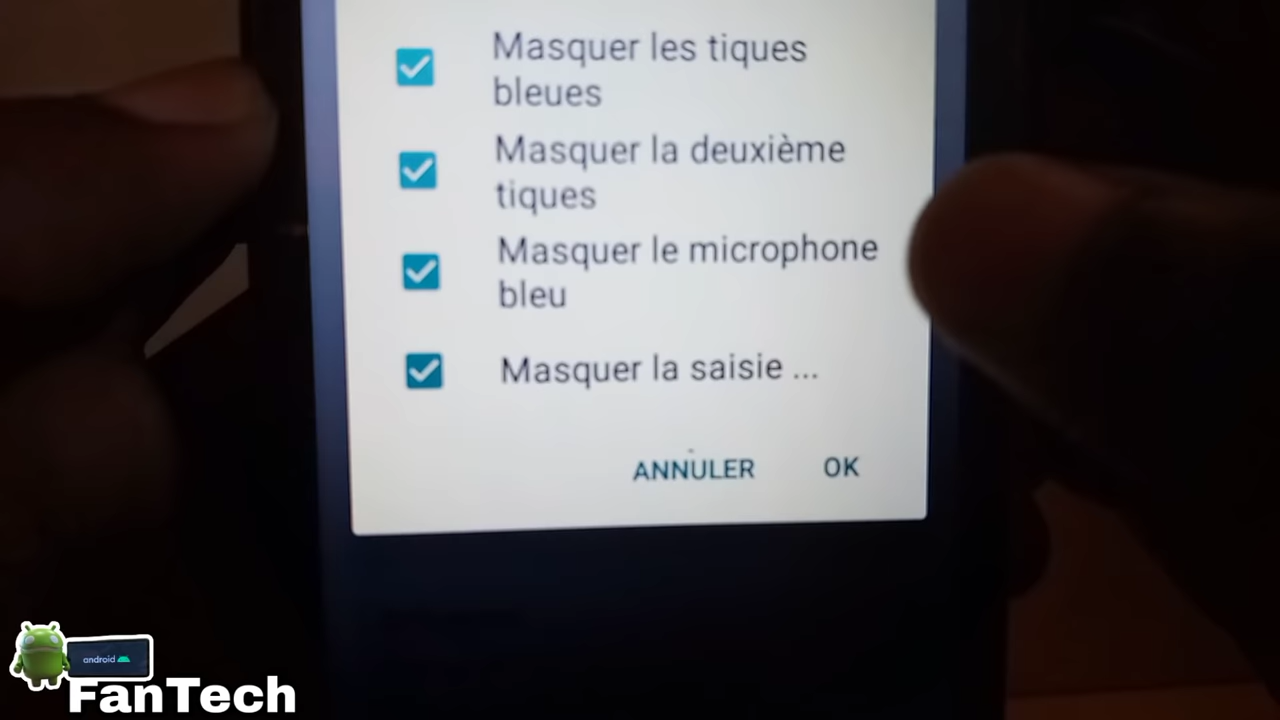 Masquer les tiques
bleues
Masquer la deuxième
tiques
Masquer le microphone
bleu
Masquer la saisie ...
ANNULER OK
android
FanTech